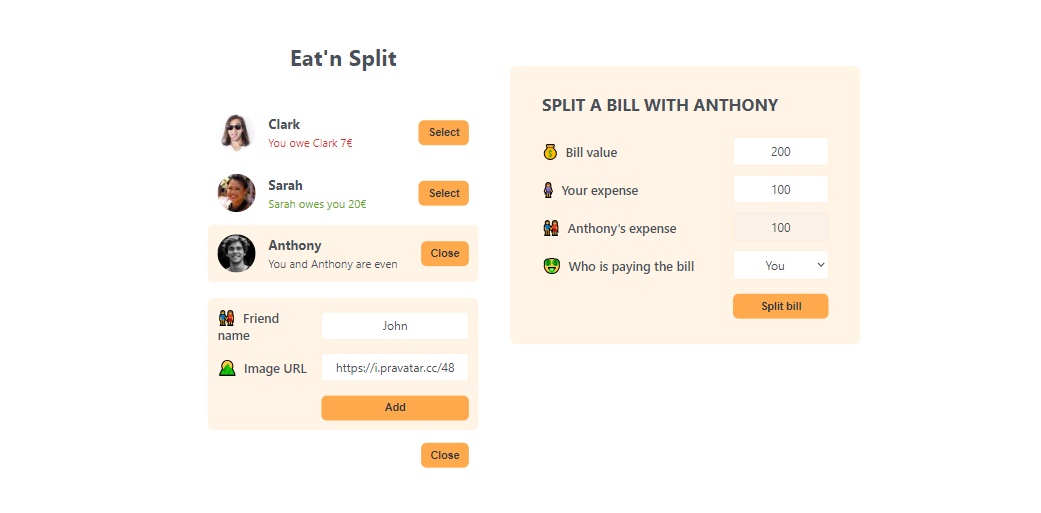 Eat'n Split
Clark
You owe Clark 7€
Select
Sarah
Sarah owes you 20€
Select
Anthony
You and Anthony are even
Close
Friend
name
John
Image URL
https://i.pravatar.cc/48
Add
Close
SPLIT A BILL WITH ANTHONY
Bill value
200
Your expense
100
Anthony's expense
100
Who is paying the bill
You
Split bill